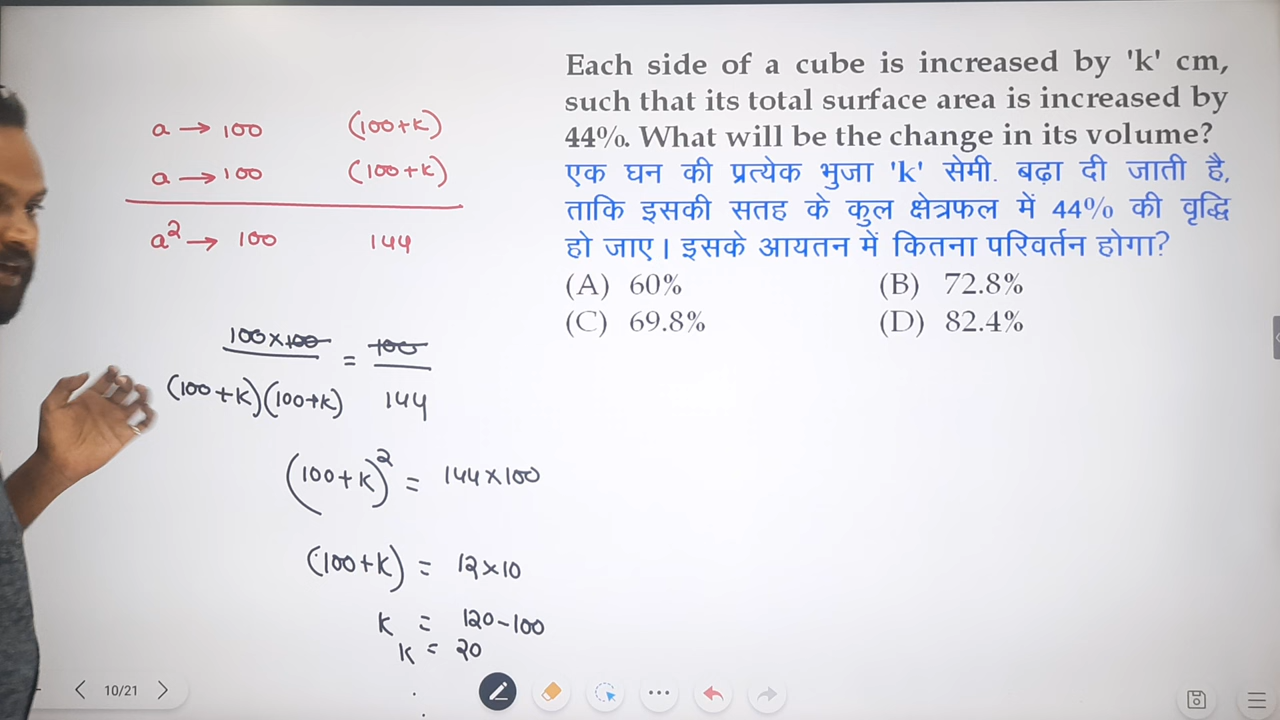 Each side of a cube is increased by 'k' cm,
such that its total surface area is increased by
44%. What will be the change in its volume?
एक घन की प्रत्येक भुजा 'k' सेमी. बढ़ा दी जाती है,
ताकि इसकी सतह के कुल क्षेत्रफल में 44% की वृद्धि
हो जाए। इसके आयतन में कितना परिवर्तन होगा?
(A) 60% (B) 72.8%
(C) 69.8% (D) 82.4%
a → 100 (100+k)
a → 100 (100+k)
a² → 100 144
100×100 = 100
(100+k)(100+k) 144
(100+k)² = 144×100
(100+k) = 12×10
k = 120-100
k = 20
10/21